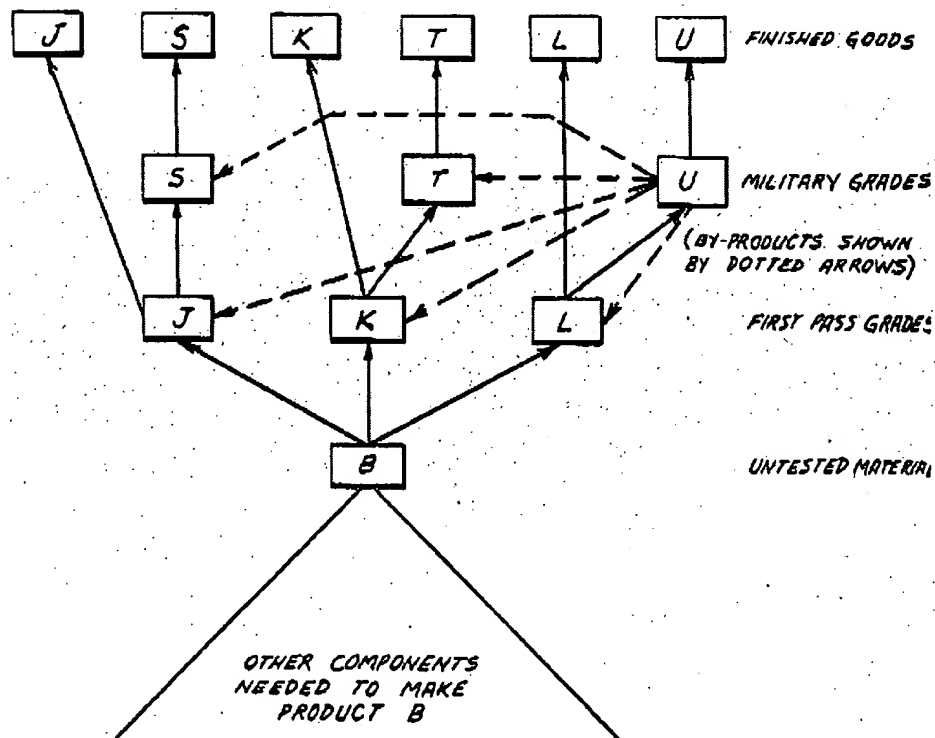 J S K T L U FINISHED GOODS
S T U MILITARY GRADES
(BY-PRODUCTS SHOWN
BY DOTTED ARROWS)
J K L FIRST PASS GRADES
B UNTESTED MATERIAL
OTHER COMPONENTS
NEEDED TO MAKE
PRODUCT B